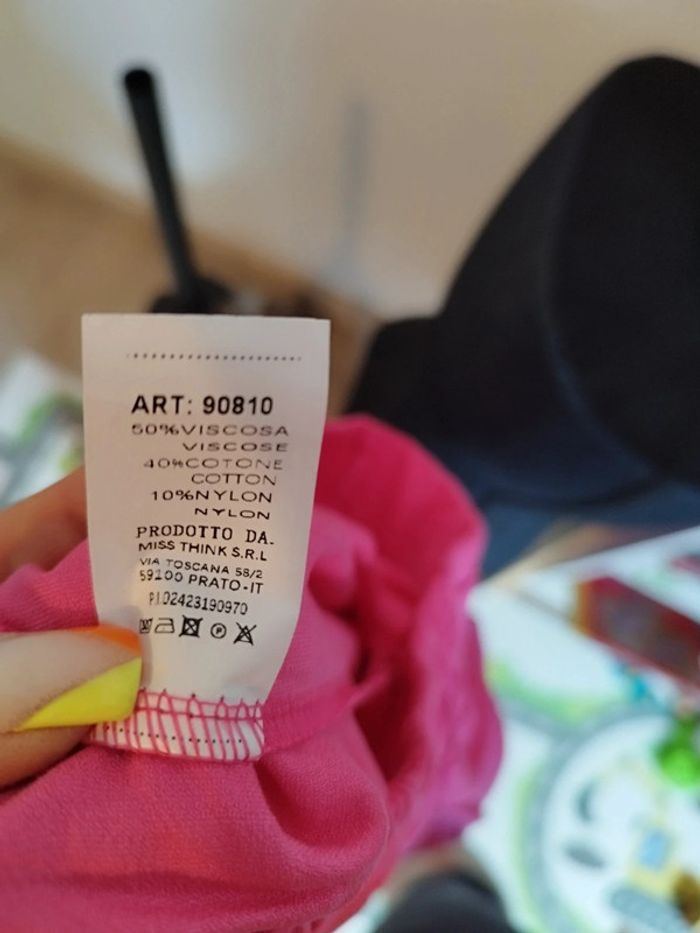 ART: 90810
50%VISCOSA
VISCOSE
40%COTONE
COTTON
10%NYLON
NYLON
PRODOTTO DA.
MISS THINK S.R.L
VIA TOSCANA 58/2
59100 PRATO-IT
P.I.02423190970